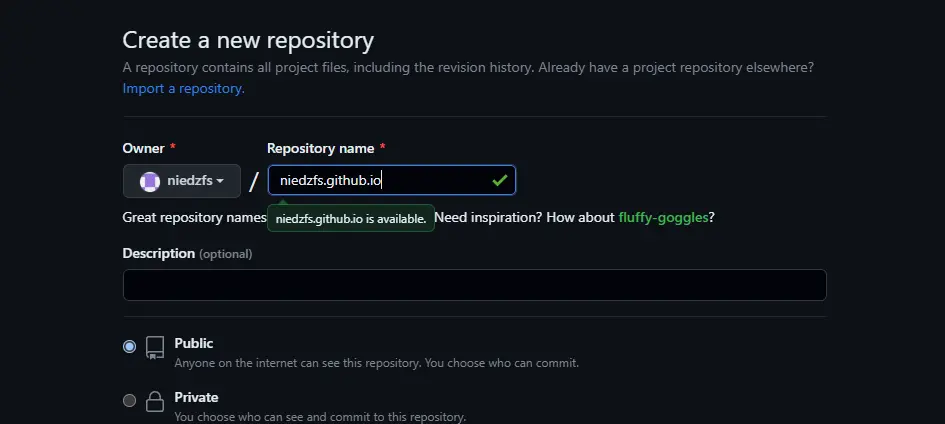 Create a new repository
A repository contains all project files, including the revision history. Already have a project repository elsewhere?
Import a repository.
Owner * Repository name *
niedzfs / niedzfs.github.io
Great repository names niedzfs.github.io is available. Need inspiration? How about fluffy-goggles?
Description (optional)
Public
Anyone on the internet can see this repository. You choose who can commit.
Private
You choose who can see and commit to this repository.